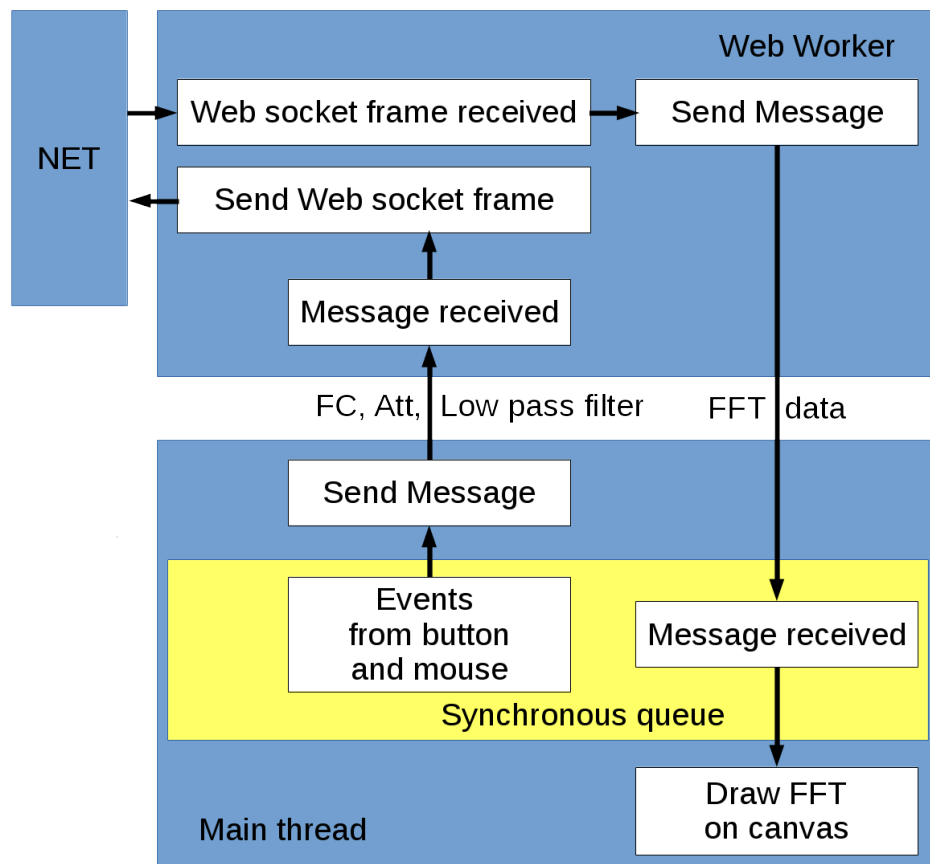 Web Worker
Web socket frame received
Send Message
NET
Send Web socket frame
Message received
FC, Att, Low pass filter
FFT data
Send Message
Events
from button
and mouse
Message received
Synchronous queue
Draw FFT
on canvas
Main thread